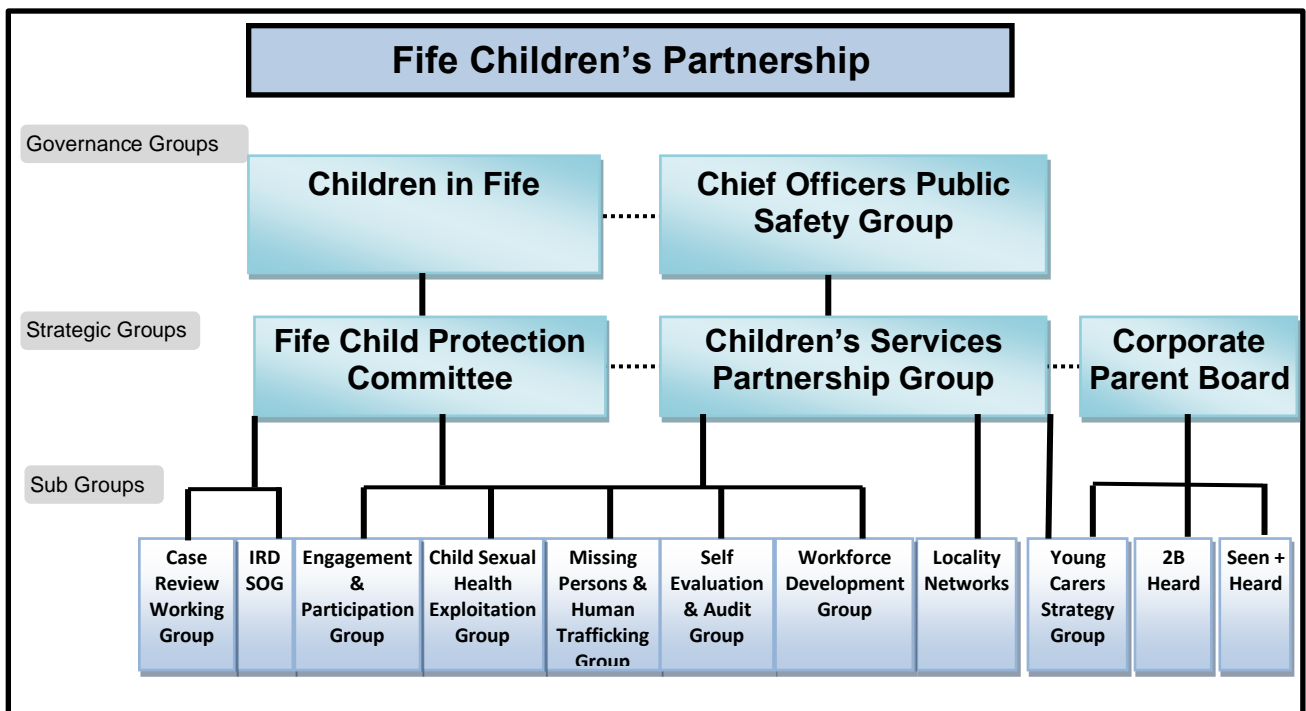 Fife Children's Partnership
Governance Groups
Children in Fife
Chief Officers Public
Safety Group
Strategic Groups
Fife Child Protection
Committee
Children's Services
Partnership Group
Corporate
Parent Board
Sub Groups
Case
Review
Working
Group
IRD
SOG
Engagement
&
Participation
Group
Child Sexual
Health
Exploitation
Group
Missing
Persons &
Human
Trafficking
Group
Self
Evaluation
& Audit
Group
Workforce
Development
Group
Locality
Networks
Young
Carers
Strategy
Group
2B
Heard
Seen +
Heard